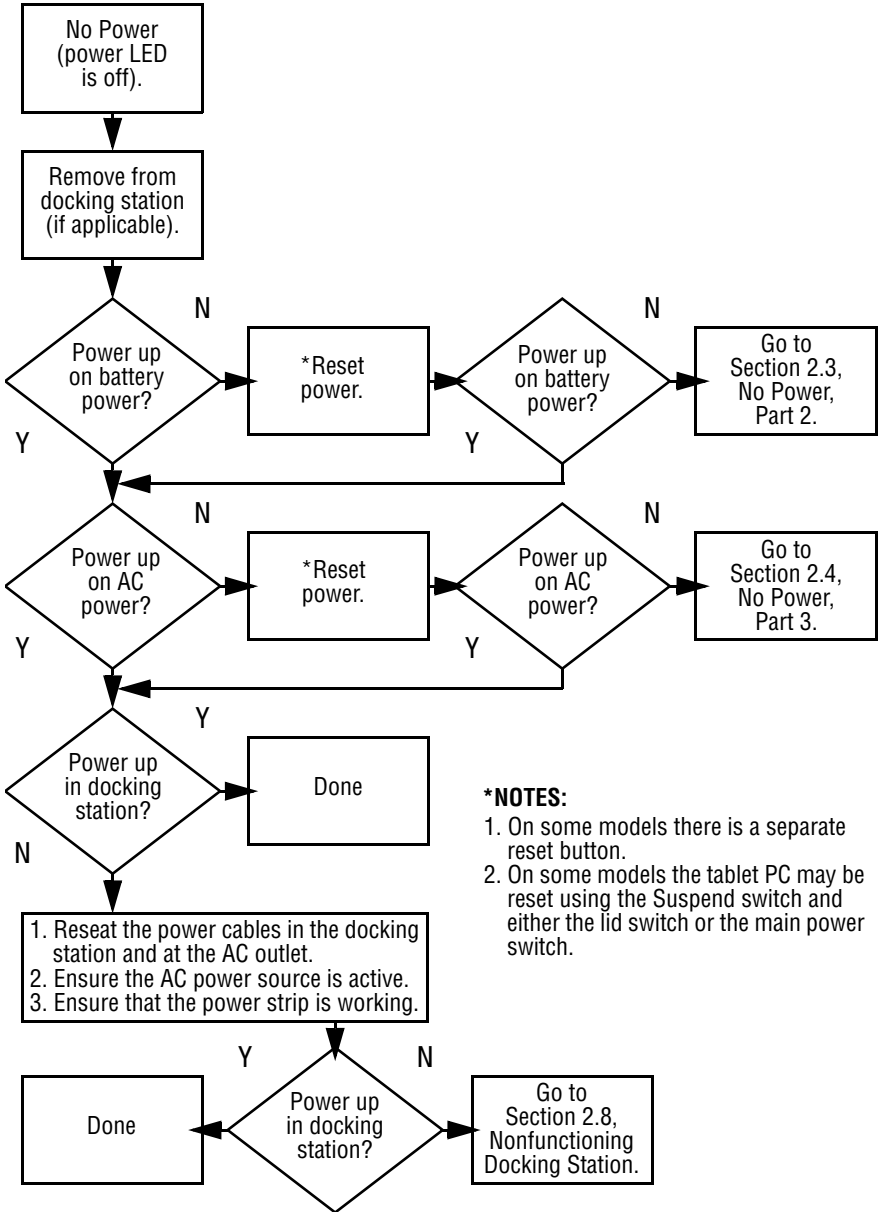 No Power
(power LED
is off).
Remove from
docking station
(if applicable).
N
N
Power up
on battery
power?
*Reset
power.
Power up
on battery
power?
Go to
Section 2.3,
No Power,
Part 2.
Y
Y
N
N
Power up
on AC
power?
*Reset
power.
Power up
on AC
power?
Go to
Section 2.4,
No Power,
Part 3.
Y
Y
Y
Power up
in docking
station?
Done
N
*NOTES:
1. On some models there is a separate
reset button.
2. On some models the tablet PC may be
reset using the Suspend switch and
either the lid switch or the main power
switch.
1. Reseat the power cables in the docking
station and at the AC outlet.
2. Ensure the AC power source is active.
3. Ensure that the power strip is working.
Y
N
Done
Power up
in docking
station?
Go to
Section 2.8,
Nonfunctioning
Docking Station.